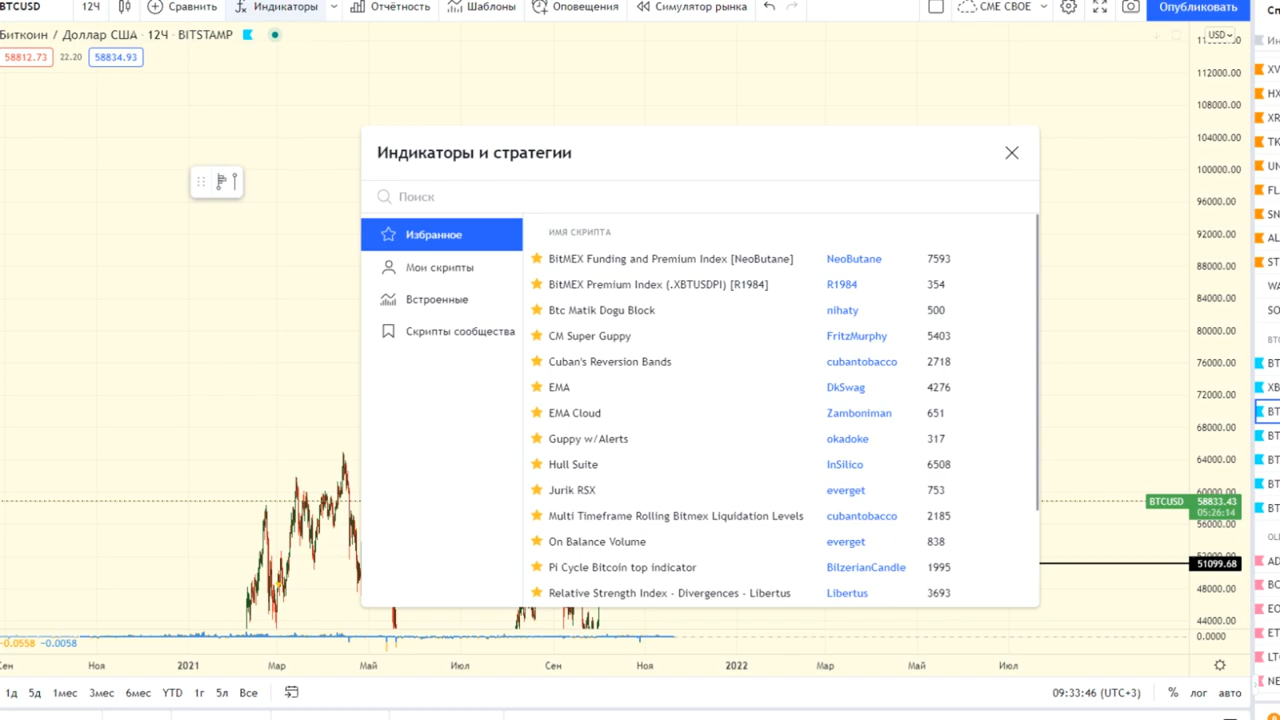 BTCUSD 12Ч Сравнить Индикаторы Отчётность Шаблоны Оповещения Симулятор рынка CME СВОЕ Опубликовать
Биткоин / Доллар США · 12Ч · BITSTAMP
USD
58812.73 22.20 58834.93
112000.00
108000.00
104000.00
100000.00
96000.00
92000.00
88000.00
84000.00
80000.00
76000.00
72000.00
68000.00
64000.00
60000.00
BTCUSD 58833.43
05:26:14
56000.00
52000.00
51099.68
48000.00
44000.00
0.0000
Индикаторы и стратегии
Поиск
Избранное
Мои скрипты
Встроенные
Скрипты сообщества
ИМЯ СКРИПТА
BitMEX Funding and Premium Index [NeoButane] NeoButane 7593
BitMEX Premium Index (.XBTUSDPI) [R1984] R1984 354
Btc Matik Dogu Block nihaty 500
CM Super Guppy FritzMurphy 5403
Cuban's Reversion Bands cubantobacco 2718
EMA DkSwag 4276
EMA Cloud Zamboniman 651
Guppy w/Alerts okadoke 317
Hull Suite InSilico 6508
Jurik RSX everget 753
Multi Timeframe Rolling Bitmex Liquidation Levels cubantobacco 2185
On Balance Volume everget 838
Pi Cycle Bitcoin top indicator BilzerianCandle 1995
Relative Strength Index - Divergences - Libertus Libertus 3693
−0.0558 −0.0058
Ноя 2021 Мар Май Июл Сен Ноя 2022 Мар Май Июл
1д 5д 1мес 3мес 6мес YTD 1г 5л Все
09:33:46 (UTC+3) % лог авто